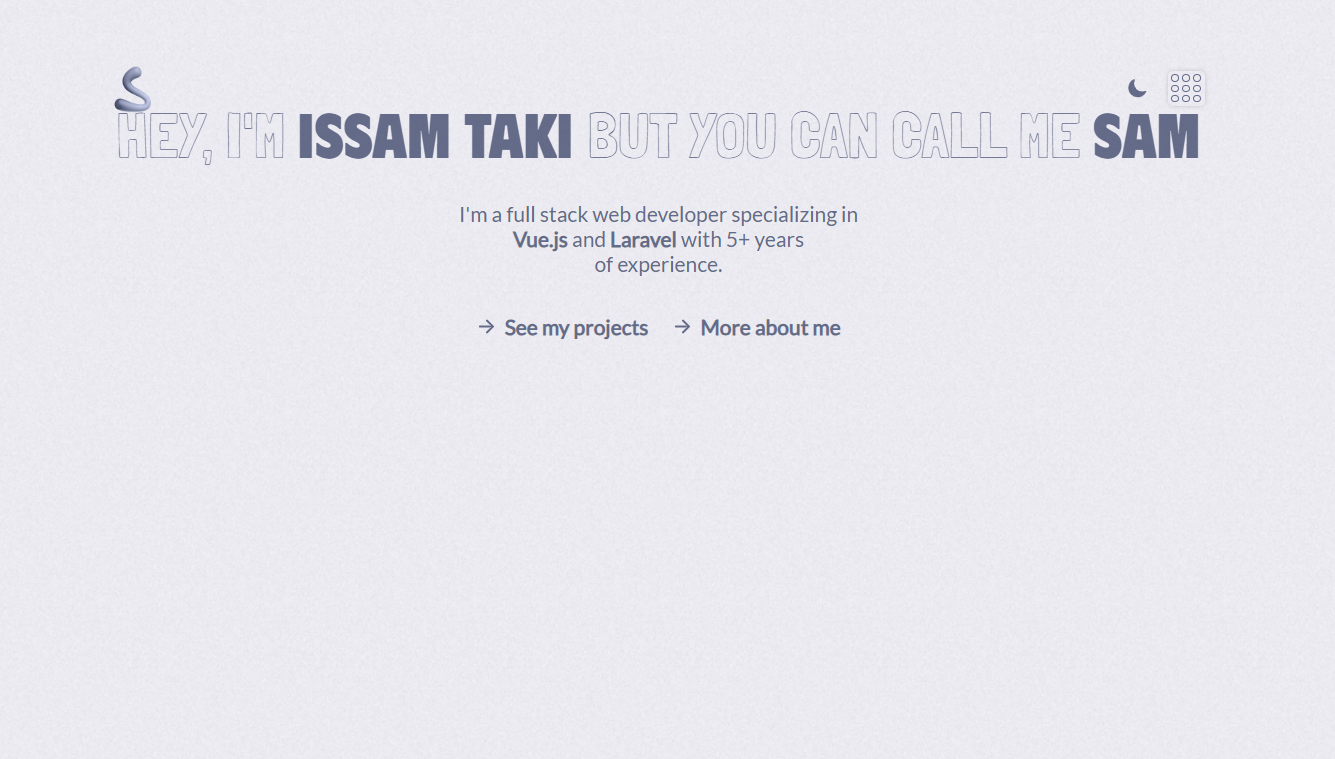 HEY, I'M ISSAM TAKI BUT YOU CAN CALL ME SAM
I'm a full stack web developer specializing in
Vue.js and Laravel with 5+ years
of experience.
→ See my projects → More about me